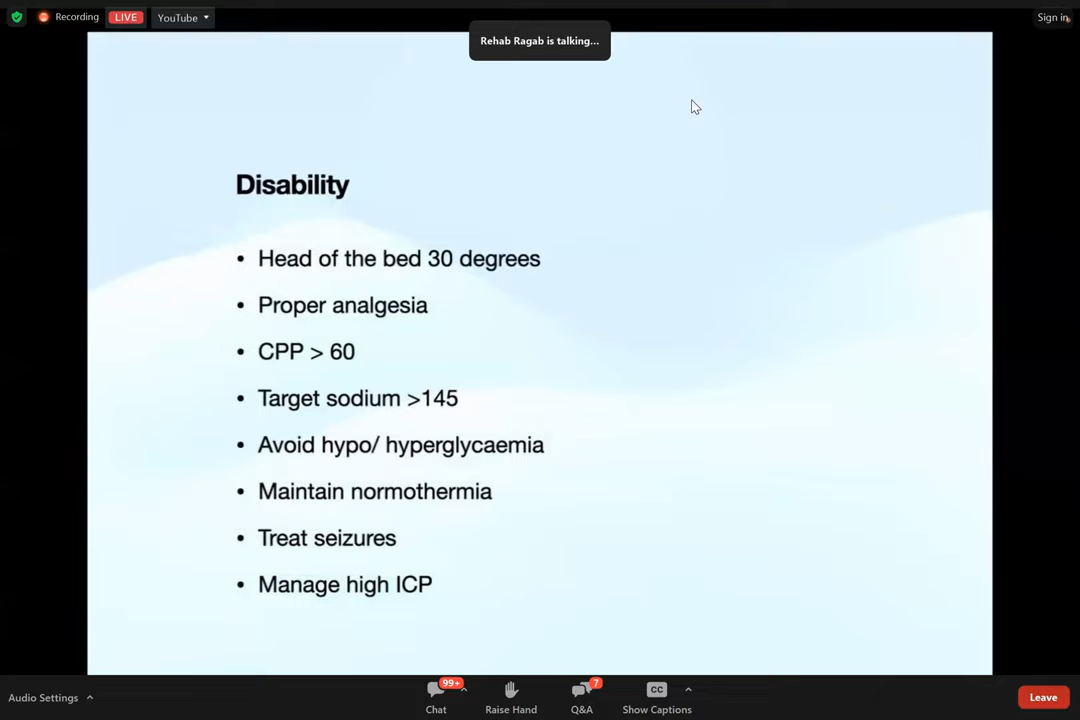 Recording
LIVE
YouTube
Sign in
Rehab Ragab is talking...
Disability
• Head of the bed 30 degrees
• Proper analgesia
• CPP > 60
• Target sodium >145
• Avoid hypo/ hyperglycaemia
• Maintain normothermia
• Treat seizures
• Manage high ICP
Audio Settings
99+
Chat
Raise Hand
7
Q&A
CC
Show Captions
Leave